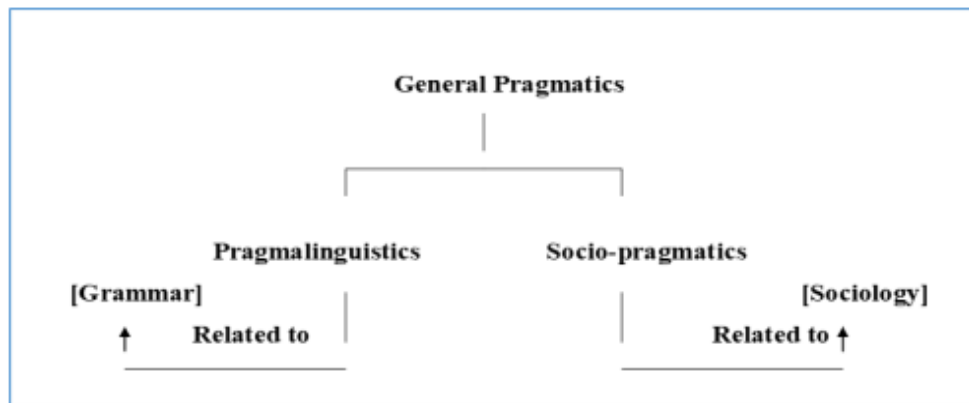 General Pragmatics
Pragmalinguistics Socio-pragmatics
[Grammar] [Sociology]
Related to Related to